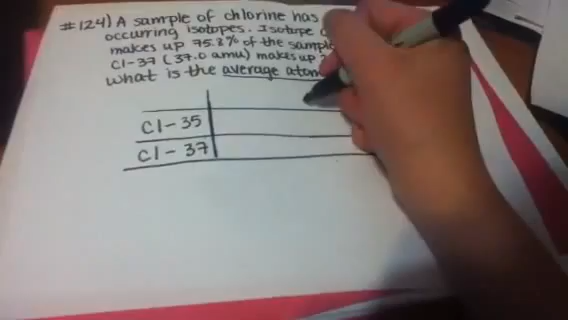 #124) A sample of chlorine has
occurring isotopes. Isotope
makes up 75.8% of the sampl
Cl-37 (37.0 amu) makes up
What is the average atom
Cl-35
Cl-37